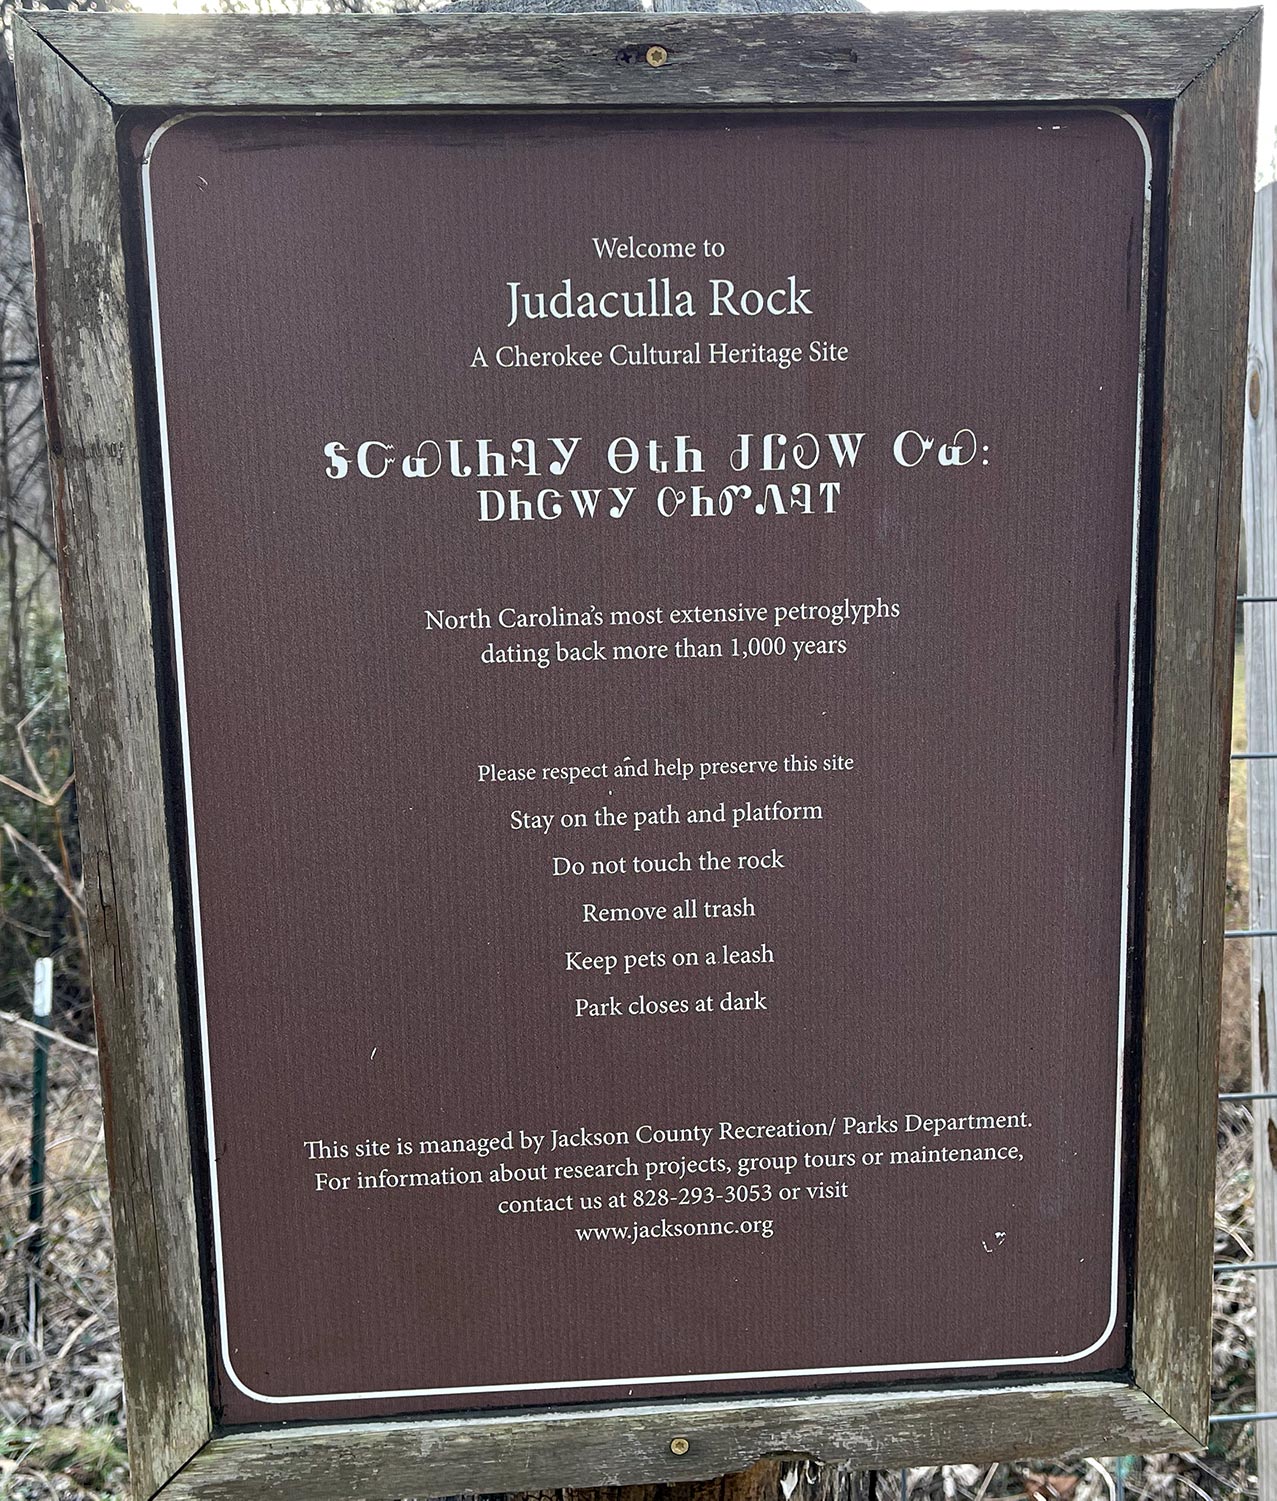 Welcome to
Judaculla Rock
A Cherokee Cultural Heritage Site
ᏕᏨᏯᏓᏂᎸᎩ ᎾᎿᏂ ᏅᏯ:
ᎠᏂᏣᎳᎩ ᎤᏂᏛᏁᎸᎢ
North Carolina's most extensive petroglyphs
dating back more than 1,000 years
Please respect and help preserve this site
Stay on the path and platform
Do not touch the rock
Remove all trash
Keep pets on a leash
Park closes at dark
This site is managed by Jackson County Recreation/ Parks Department.
For information about research projects, group tours or maintenance,
contact us at 828-293-3053 or visit
www.jacksonnc.org